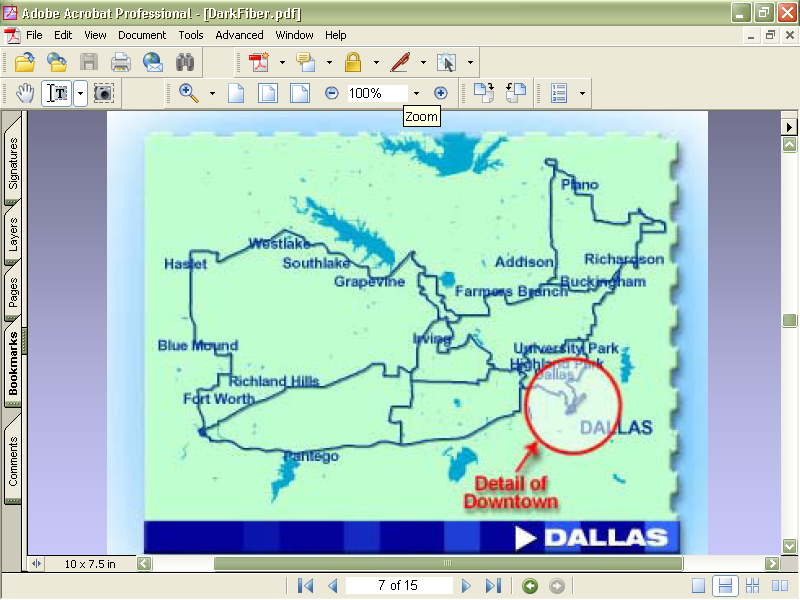 Adobe Acrobat Professional - [DarkFiber.pdf]
File Edit View Document Tools Advanced Window Help
100%
Zoom
Signatures
Layers
Pages
Bookmarks
Comments
Plano
Westlake
Haslet
Southlake
Addison
Richardson
Grapevine
Buckingham
Farmers Branch
Irving
Blue Mound
University Park
Highland Park
Dallas
Richland Hills
Fort Worth
DALLAS
Pantego
Detail of
Downtown
DALLAS
10 x 7.5 in
7 of 15